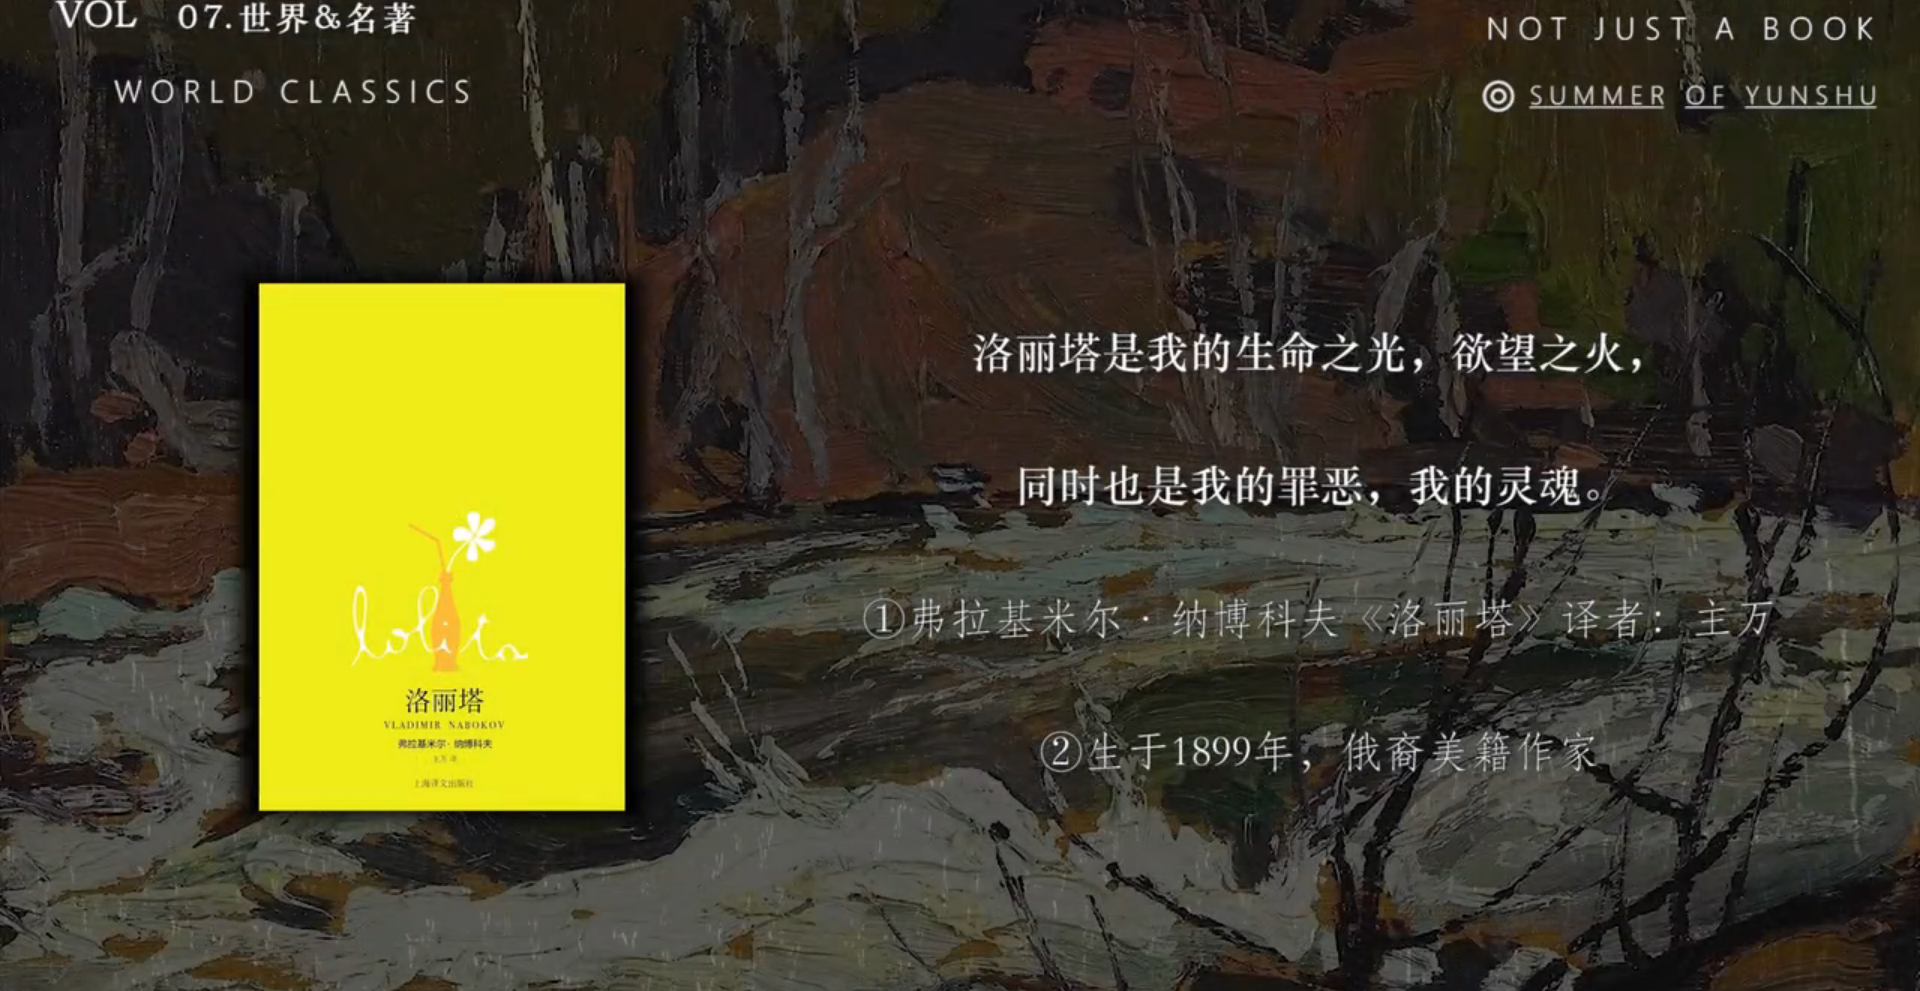 VOL 07.世界&名著
WORLD CLASSICS
NOT JUST A BOOK
SUMMER OF YUNSHU
洛丽塔是我的生命之光，欲望之火，
同时也是我的罪恶，我的灵魂。
①弗拉基米尔·纳博科夫《洛丽塔》译者：主万
②生于1899年，俄裔美籍作家
lolita
洛丽塔
VLADIMIR NABOKOV
弗拉基米尔·纳博科夫
主万 译
上海译文出版社